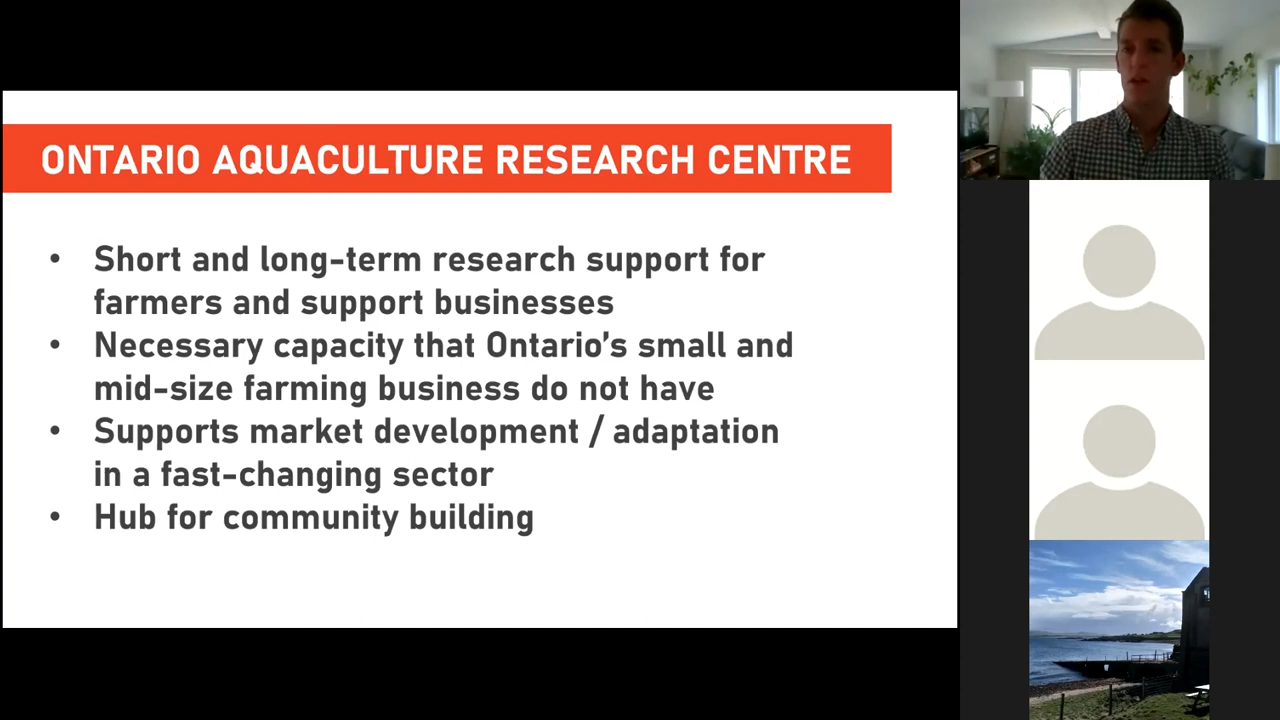 ONTARIO AQUACULTURE RESEARCH CENTRE
• Short and long-term research support for
farmers and support businesses
• Necessary capacity that Ontario’s small and
mid-size farming business do not have
• Supports market development / adaptation
in a fast-changing sector
• Hub for community building